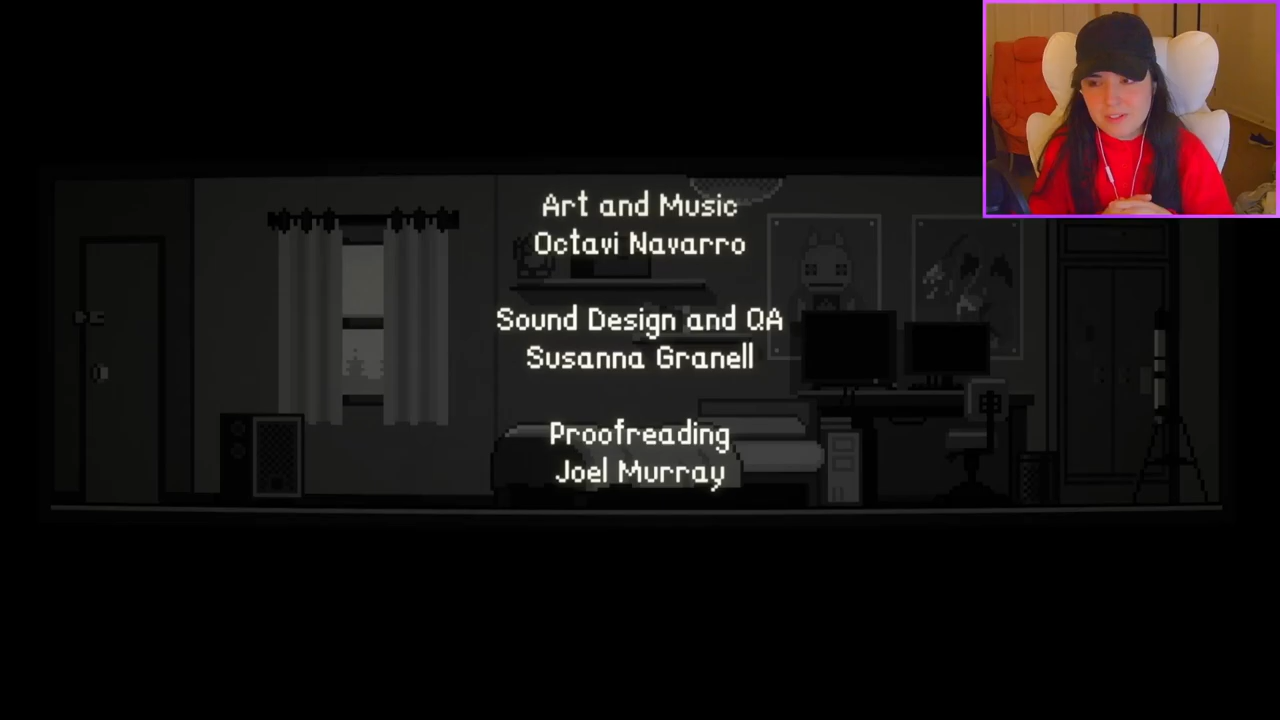 Art and Music
Octavi Navarro
Sound Design and QA
Susanna Granell
Proofreading
Joel Murray